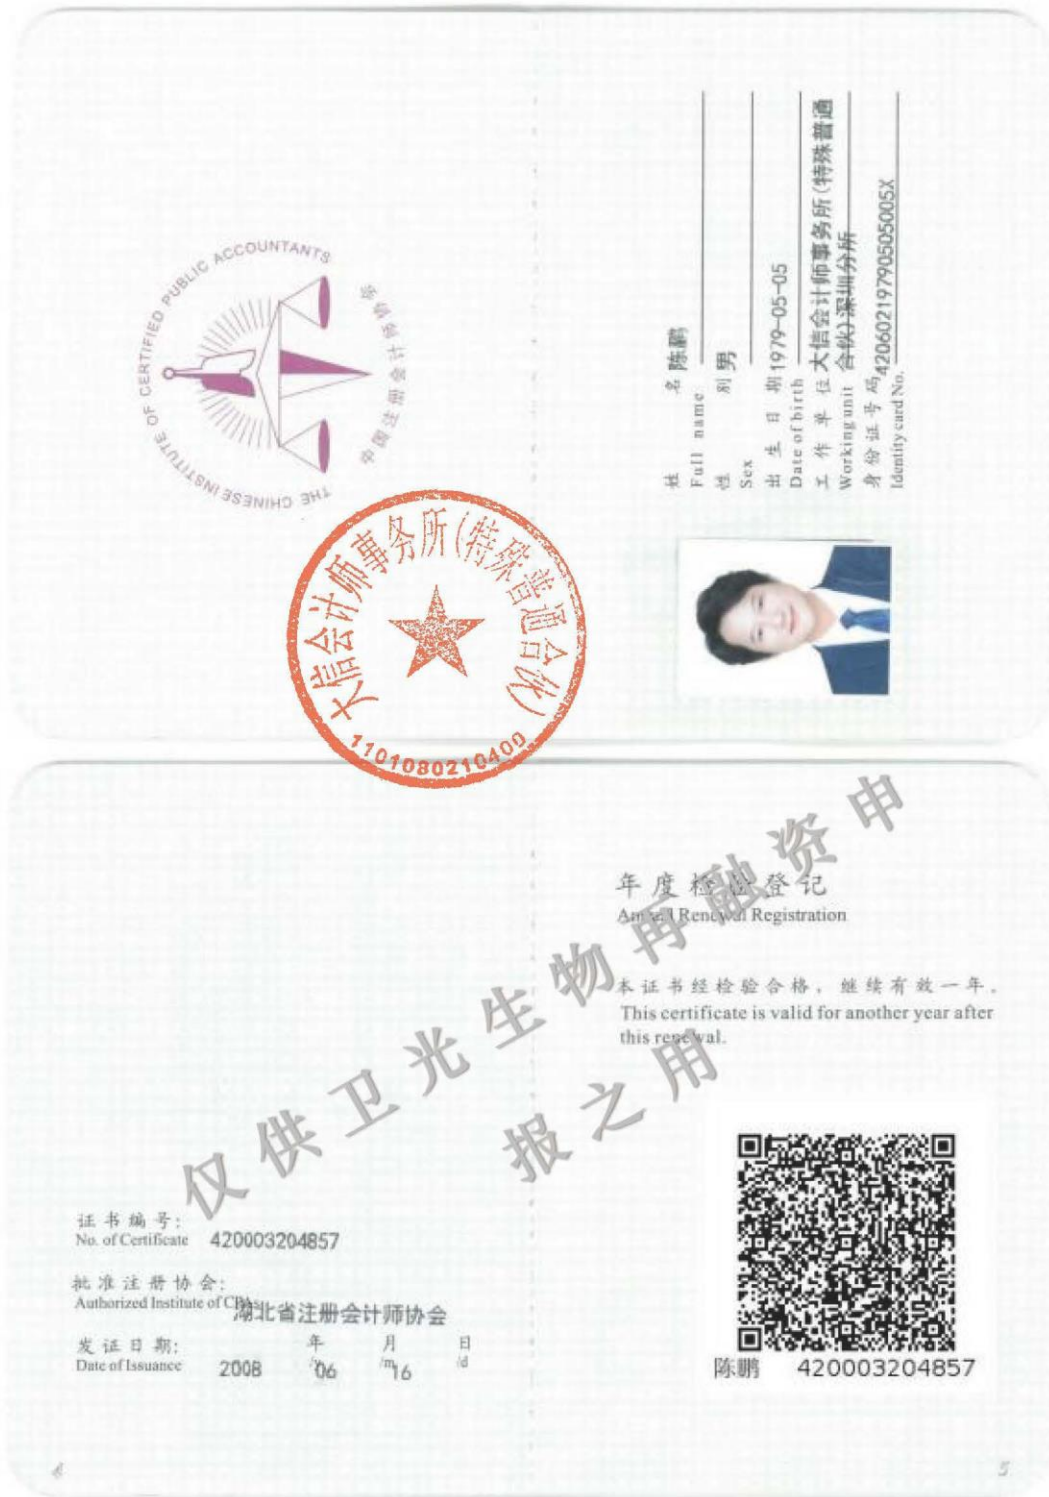 THE CHINESE INSTITUTE OF CERTIFIED PUBLIC ACCOUNTANTS
中国注册会计师协会
姓 名 陈鹏
Full name
性 别 男
Sex
出 生 日 期 1979-05-05
Date of birth
工 作 单 位 大信会计师事务所(特殊普通
Working unit 合伙)深圳分所
身份证号码 42060219790505005X
Identity card No.
大信会计师事务所(特殊普通合伙)
1101080210400
年度检验登记
Annual Renewal Registration
本证书经检验合格，继续有效一年。
This certificate is valid for another year after
this renewal.
仅供卫光生物再融资申
报之用
证书编号:
No. of Certificate 420003204857
批准注册协会:
Authorized Institute of CPAs 湖北省注册会计师协会
发证日期: 年 月 日
Date of Issuance 2008 /y 06 /m 16 /d
陈鹏 420003204857
4
5